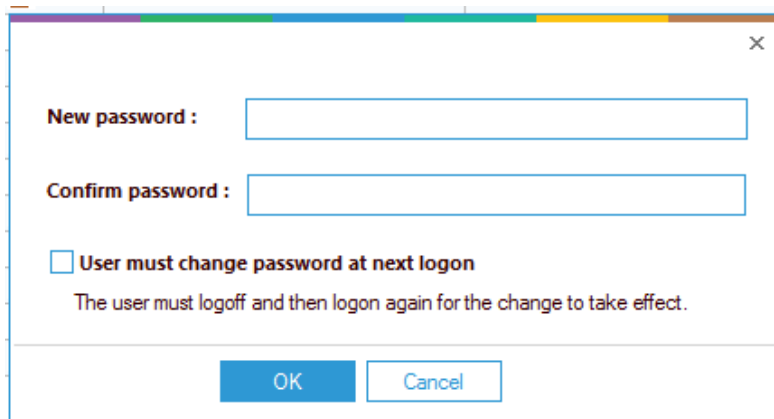 New password :
Confirm password :
User must change password at next logon
The user must logoff and then logon again for the change to take effect.
OK Cancel